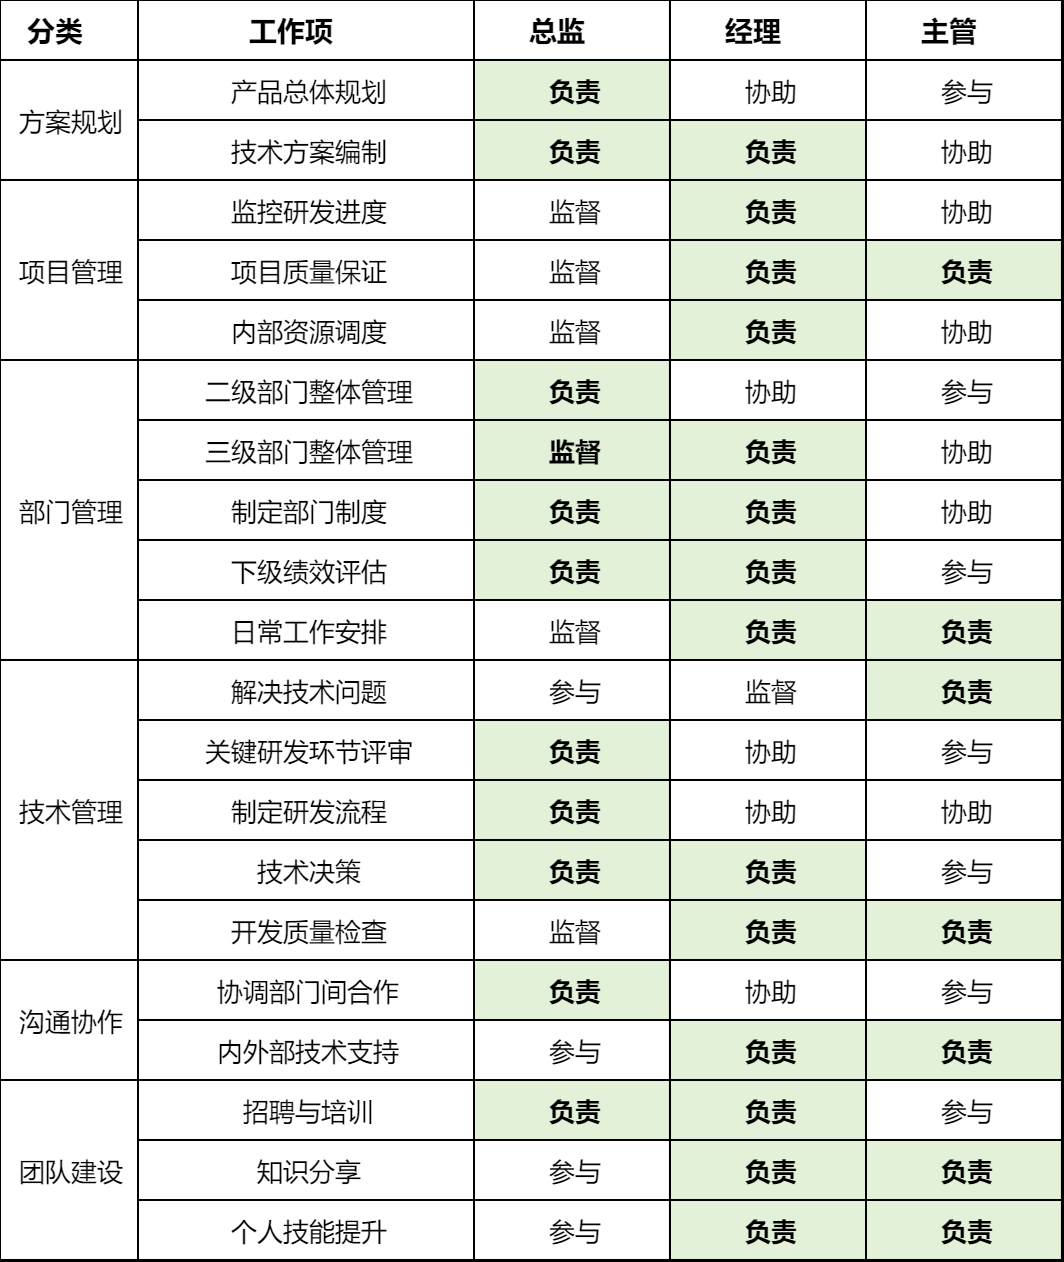 分类 工作项 总监 经理 主管
方案规划 产品总体规划 负责 协助 参与
技术方案编制 负责 负责 协助
项目管理 监控研发进度 监督 负责 协助
项目质量保证 监督 负责 负责
内部资源调度 监督 负责 协助
部门管理 二级部门整体管理 负责 协助 参与
三级部门整体管理 监督 负责 协助
制定部门制度 负责 负责 协助
下级绩效评估 负责 负责 参与
日常工作安排 监督 负责 负责
技术管理 解决技术问题 参与 监督 负责
关键研发环节评审 负责 协助 参与
制定研发流程 负责 协助 协助
技术决策 负责 负责 参与
开发质量检查 监督 负责 负责
沟通协作 协调部门间合作 负责 协助 参与
内外部技术支持 参与 负责 负责
团队建设 招聘与培训 负责 负责 参与
知识分享 参与 负责 负责
个人技能提升 参与 负责 负责